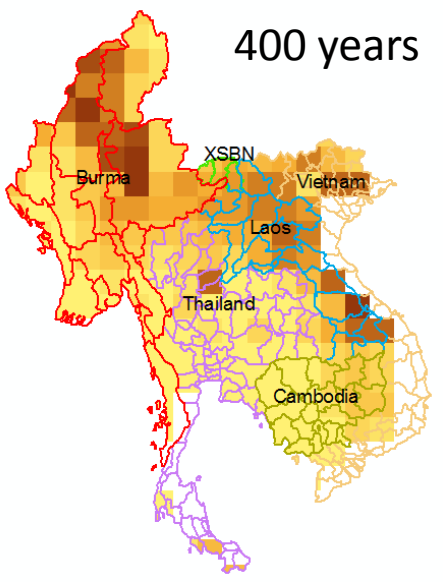 400 years
XSBN
Burma
Vietnam
Laos
Thailand
Cambodia